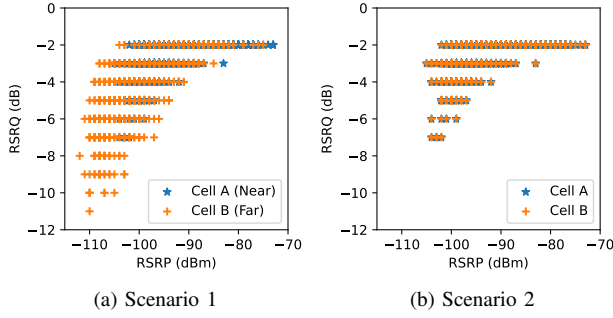 0
−2
−4
−6
−8
−10
−12
RSRQ (dB)
−110 −100 −90 −80 −70
RSRP (dBm)
Cell A (Near)
Cell B (Far)
(a) Scenario 1
0
−2
−4
−6
−8
−10
−12
RSRQ (dB)
−110 −100 −90 −80 −70
RSRP (dBm)
Cell A
Cell B
(b) Scenario 2